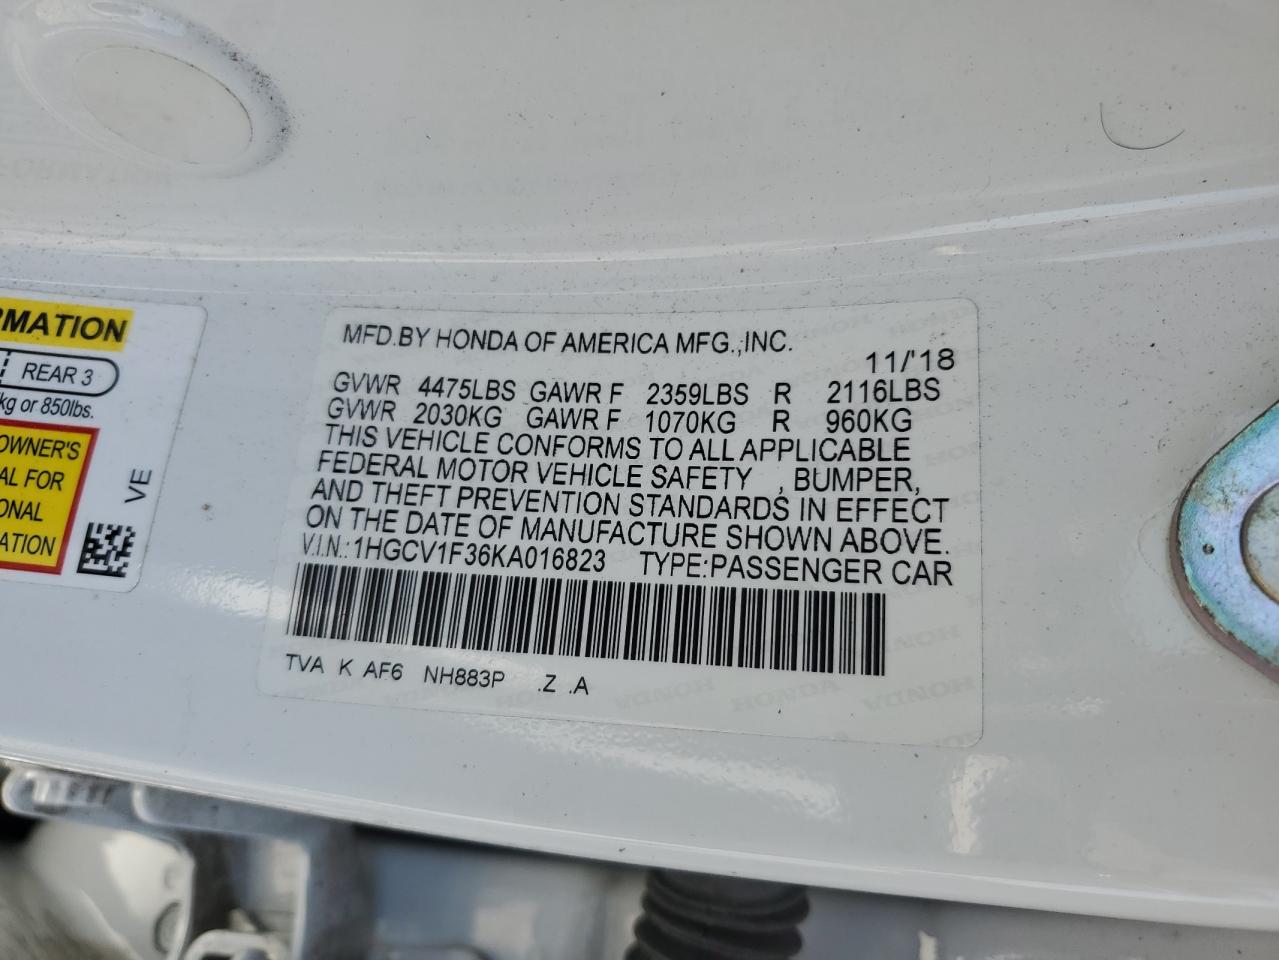 RMATION
REAR 3
kg or 850lbs.
OWNER'S
AL FOR
ONAL
ATION
VE
MFD.BY HONDA OF AMERICA MFG.,INC.
11/'18
GVWR 4475LBS GAWR F 2359LBS R 2116LBS
GVWR 2030KG GAWR F 1070KG R 960KG
THIS VEHICLE CONFORMS TO ALL APPLICABLE
FEDERAL MOTOR VEHICLE SAFETY , BUMPER,
AND THEFT PREVENTION STANDARDS IN EFFECT
ON THE DATE OF MANUFACTURE SHOWN ABOVE.
V.I.N.:1HGCV1F36KA016823 TYPE:PASSENGER CAR
TVA K AF6 NH883P .Z .A
HONDA HONDA HONDA